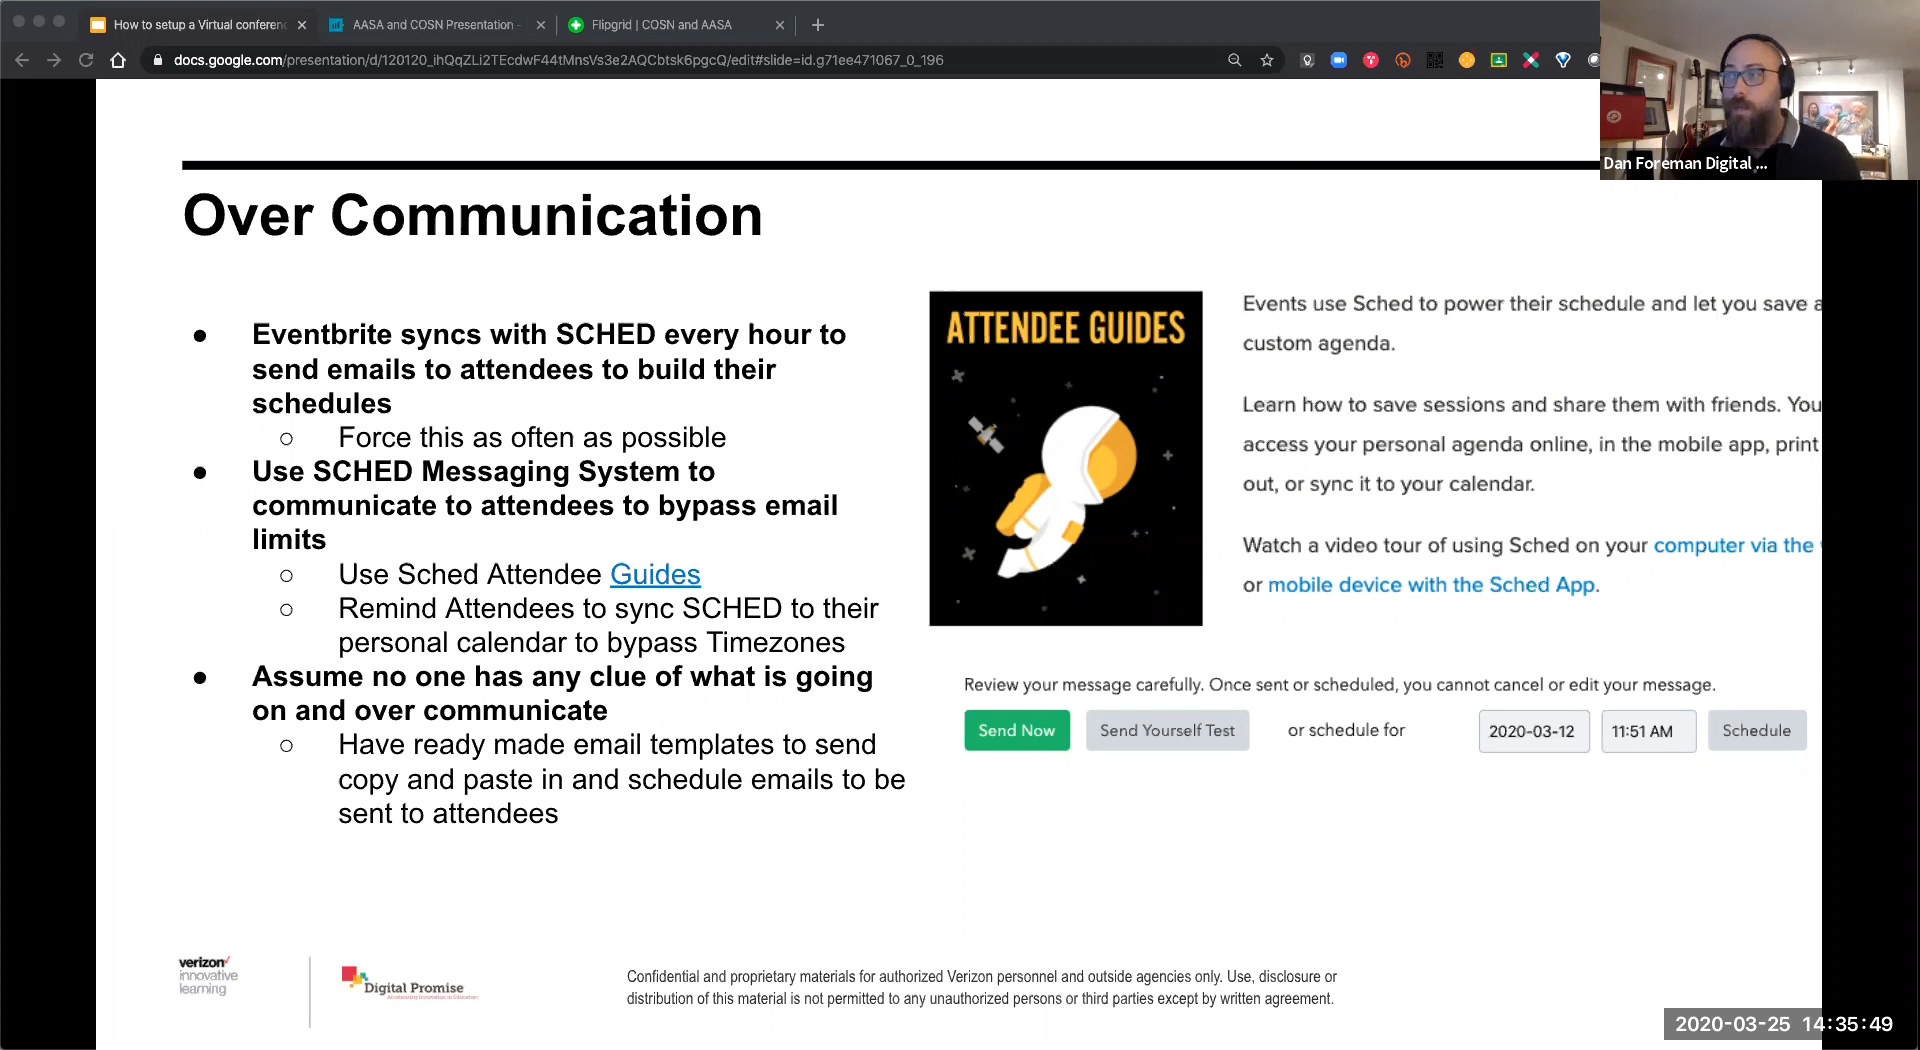 How to setup a Virtual conferenc
AASA and COSN Presentation -
Flipgrid | COSN and AASA
docs.google.com/presentation/d/120120_ihQqZLi2TEcdwF44tMnsVs3e2AQCbtsk6pgcQ/edit#slide=id.g71ee471067_0_196
Dan Foreman Digital ...
Over Communication
● Eventbrite syncs with SCHED every hour to
send emails to attendees to build their
schedules
○ Force this as often as possible
● Use SCHED Messaging System to
communicate to attendees to bypass email
limits
○ Use Sched Attendee Guides
○ Remind Attendees to sync SCHED to their
personal calendar to bypass Timezones
● Assume no one has any clue of what is going
on and over communicate
○ Have ready made email templates to send
copy and paste in and schedule emails to be
sent to attendees
ATTENDEE GUIDES
Events use Sched to power their schedule and let you save a
custom agenda.
Learn how to save sessions and share them with friends. You
access your personal agenda online, in the mobile app, print
out, or sync it to your calendar.
Watch a video tour of using Sched on your computer via the
or mobile device with the Sched App.
Review your message carefully. Once sent or scheduled, you cannot cancel or edit your message.
Send Now Send Yourself Test or schedule for 2020-03-12 11:51 AM Schedule
verizon✓
innovative
learning
Digital Promise
Accelerating Innovation in Education
Confidential and proprietary materials for authorized Verizon personnel and outside agencies only. Use, disclosure or
distribution of this material is not permitted to any unauthorized persons or third parties except by written agreement.
2020-03-25 14:35:49